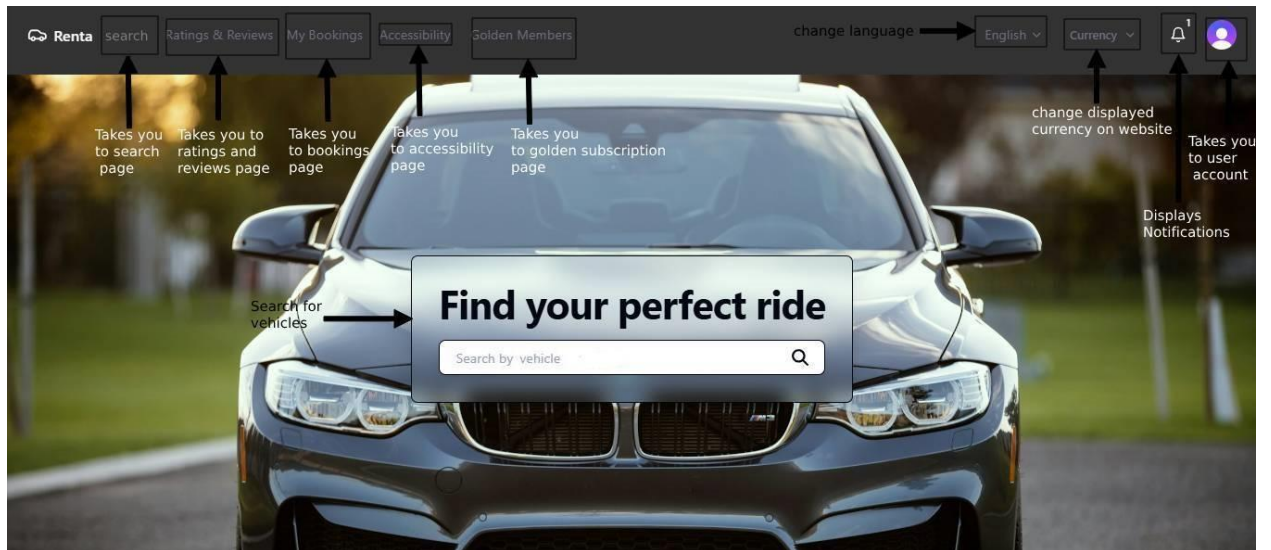 Renta
search
Ratings & Reviews
My Bookings
Accessibility
Golden Members
change language
English
Currency
1
Takes you
to search
page
Takes you to
ratings and
reviews page
Takes you
to bookings
page
Takes you
to accessibility
page
Takes you
to golden subscription
page
change displayed
currency on website
Takes you
to user
account
Displays
Notifications
Search for
vehicles
Find your perfect ride
Search by vehicle